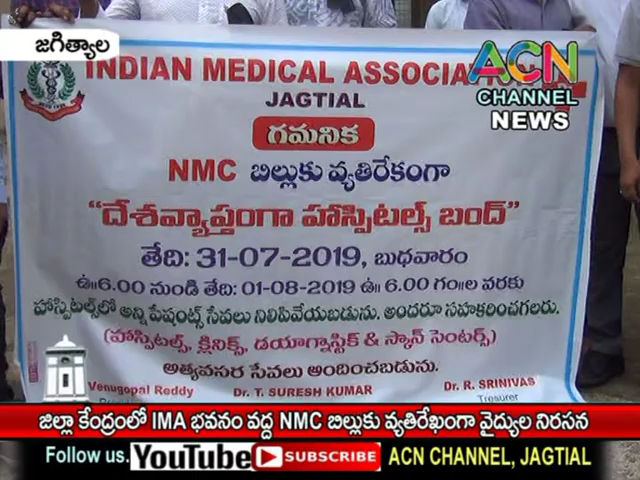 జగిత్యాల
INDIAN MEDICAL ASSOCIATION
JAGTIAL
ACN
CHANNEL
NEWS
గమనిక
NMC బిల్లుకు వ్యతిరేకంగా
“దేశవ్యాప్తంగా హాస్పిటల్స్ బంద్”
తేది: 31-07-2019, బుధవారం
ఉ॥6.00 నుండి తేది: 01-08-2019 ఉ॥ 6.00 గం॥ల వరకు
హాస్పిటల్స్‌లో అన్ని పేషంట్స్ సేవలు నిలిపివేయబడును. అందరూ సహకరించగలరు.
(హాస్పిటల్స్, క్లినిక్స్, డయాగ్నొస్టిక్ & స్కాన్ సెంటర్స్)
అత్యవసర సేవలు అందించబడును.
Venugopal Reddy Dr. T. SURESH KUMAR Dr. R. SRINIVAS
Tresurer
జిల్లా కేంద్రంలో IMA భవనం వద్ద NMC బిల్లుకు వ్యతిరేఖంగా వైద్యుల నిరసన
Follow us. YouTube SUBSCRIBE ACN CHANNEL, JAGTIAL